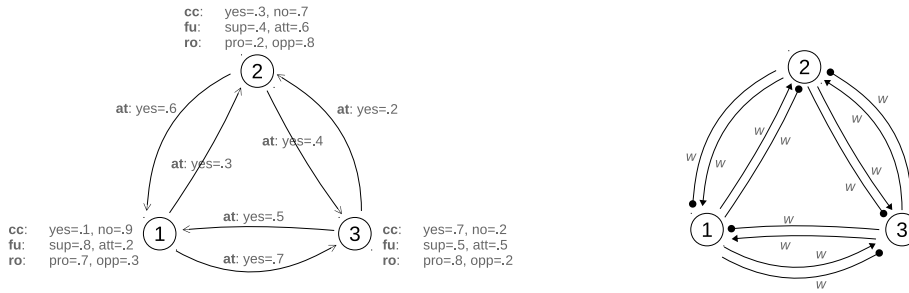 cc: yes=.3, no=.7
fu: sup=.4, att=.6
ro: pro=.2, opp=.8
2
at: yes=.6
at: yes=.2
at: yes=.4
at: yes=.3
at: yes=.5
1
3
cc: yes=.1, no=.9
fu: sup=.8, att=.2
ro: pro=.7, opp=.3
cc: yes=.7, no=.2
fu: sup=.5, att=.5
ro: pro=.8, opp=.2
at: yes=.7
2
w
w
w
w
w
w
w
w
w
1
3
w
w
w